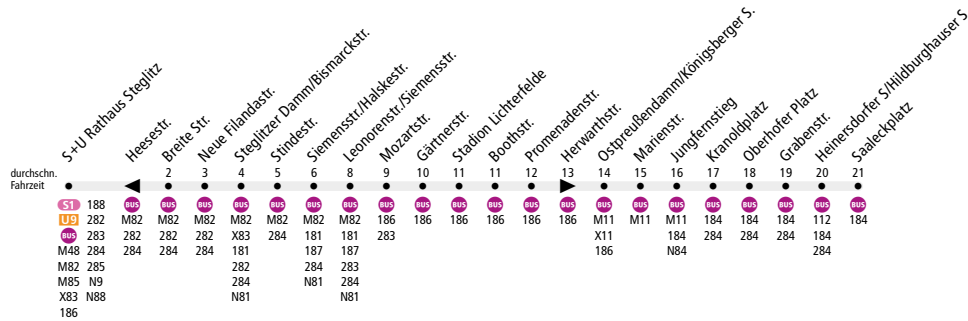 S+U Rathaus Steglitz
Heesestr.
Breite Str.
Neue Filandastr.
Steglitzer Damm/Bismarckstr.
Stindestr.
Siemensstr./Halskestr.
Leonorenstr./Siemensstr.
Mozartstr.
Gärtnerstr.
Stadion Lichterfelde
Boothstr.
Promenadenstr.
Herwarthstr.
Ostpreußendamm/Königsberger S.
Marienstr.
Jungfernstieg
Kranoldplatz
Oberhofer Platz
Grabenstr.
Heinersdorfer S/Hildburghauser S
Saaleckplatz
durchschn. 2 3 4 5 6 8 9 10 11 11 12 13 14 15 16 17 18 19 20 21
Fahrzeit
S1 188 BUS BUS BUS BUS BUS BUS BUS BUS BUS BUS BUS BUS BUS BUS BUS BUS BUS BUS BUS BUS BUS
U9 282 M82 M82 M82 M82 M82 M82 M82 186 186 186 186 186 186 M11 M11 M11 184 184 184 112 184
BUS 283 282 282 282 X83 284 181 181 283 X11 184 284 284 284 184
M48 284 284 284 284 181 187 187 186 N84 284
M82 285 282 284 283
M85 N9 284 N81 284
X83 N88 N81 N81
186